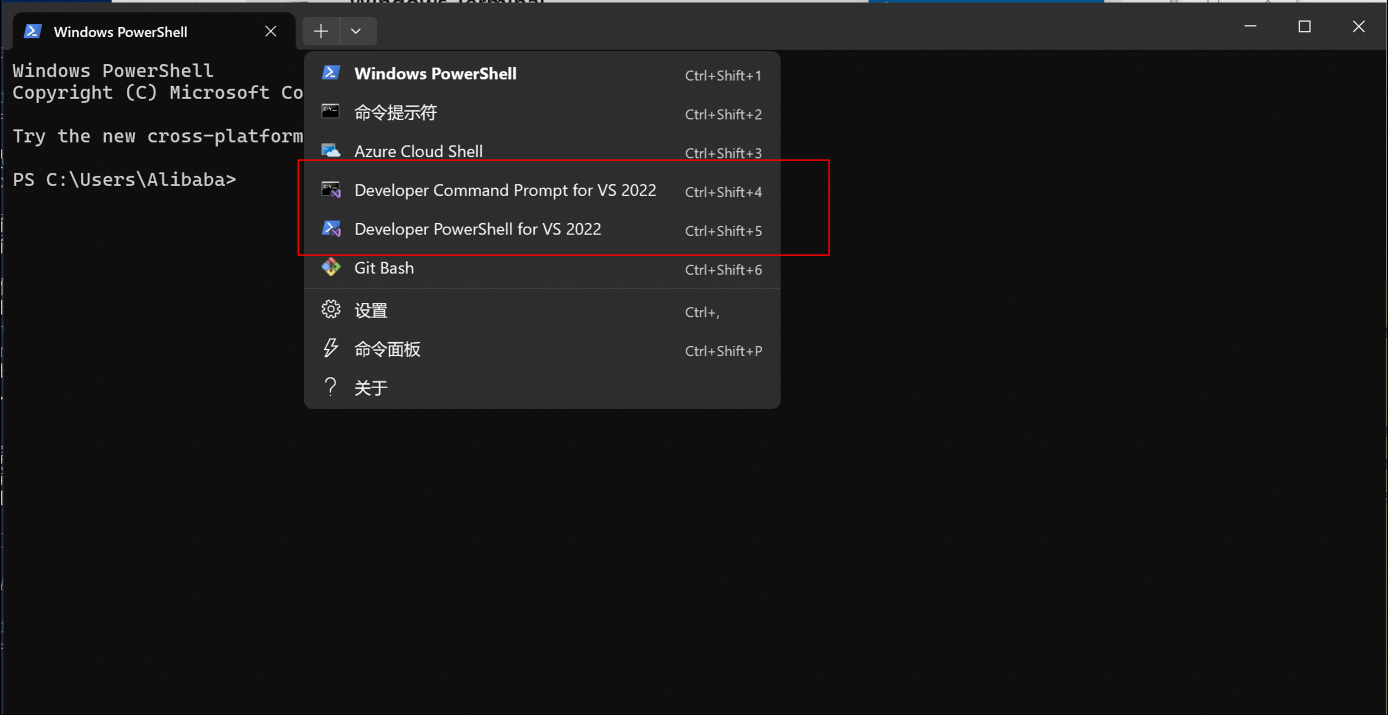 Windows PowerShell
Windows PowerShell
Copyright (C) Microsoft Co
Try the new cross-platform
PS C:\Users\Alibaba>
Windows PowerShell Ctrl+Shift+1
命令提示符 Ctrl+Shift+2
Azure Cloud Shell Ctrl+Shift+3
Developer Command Prompt for VS 2022 Ctrl+Shift+4
Developer PowerShell for VS 2022 Ctrl+Shift+5
Git Bash Ctrl+Shift+6
设置 Ctrl+,
命令面板 Ctrl+Shift+P
关于